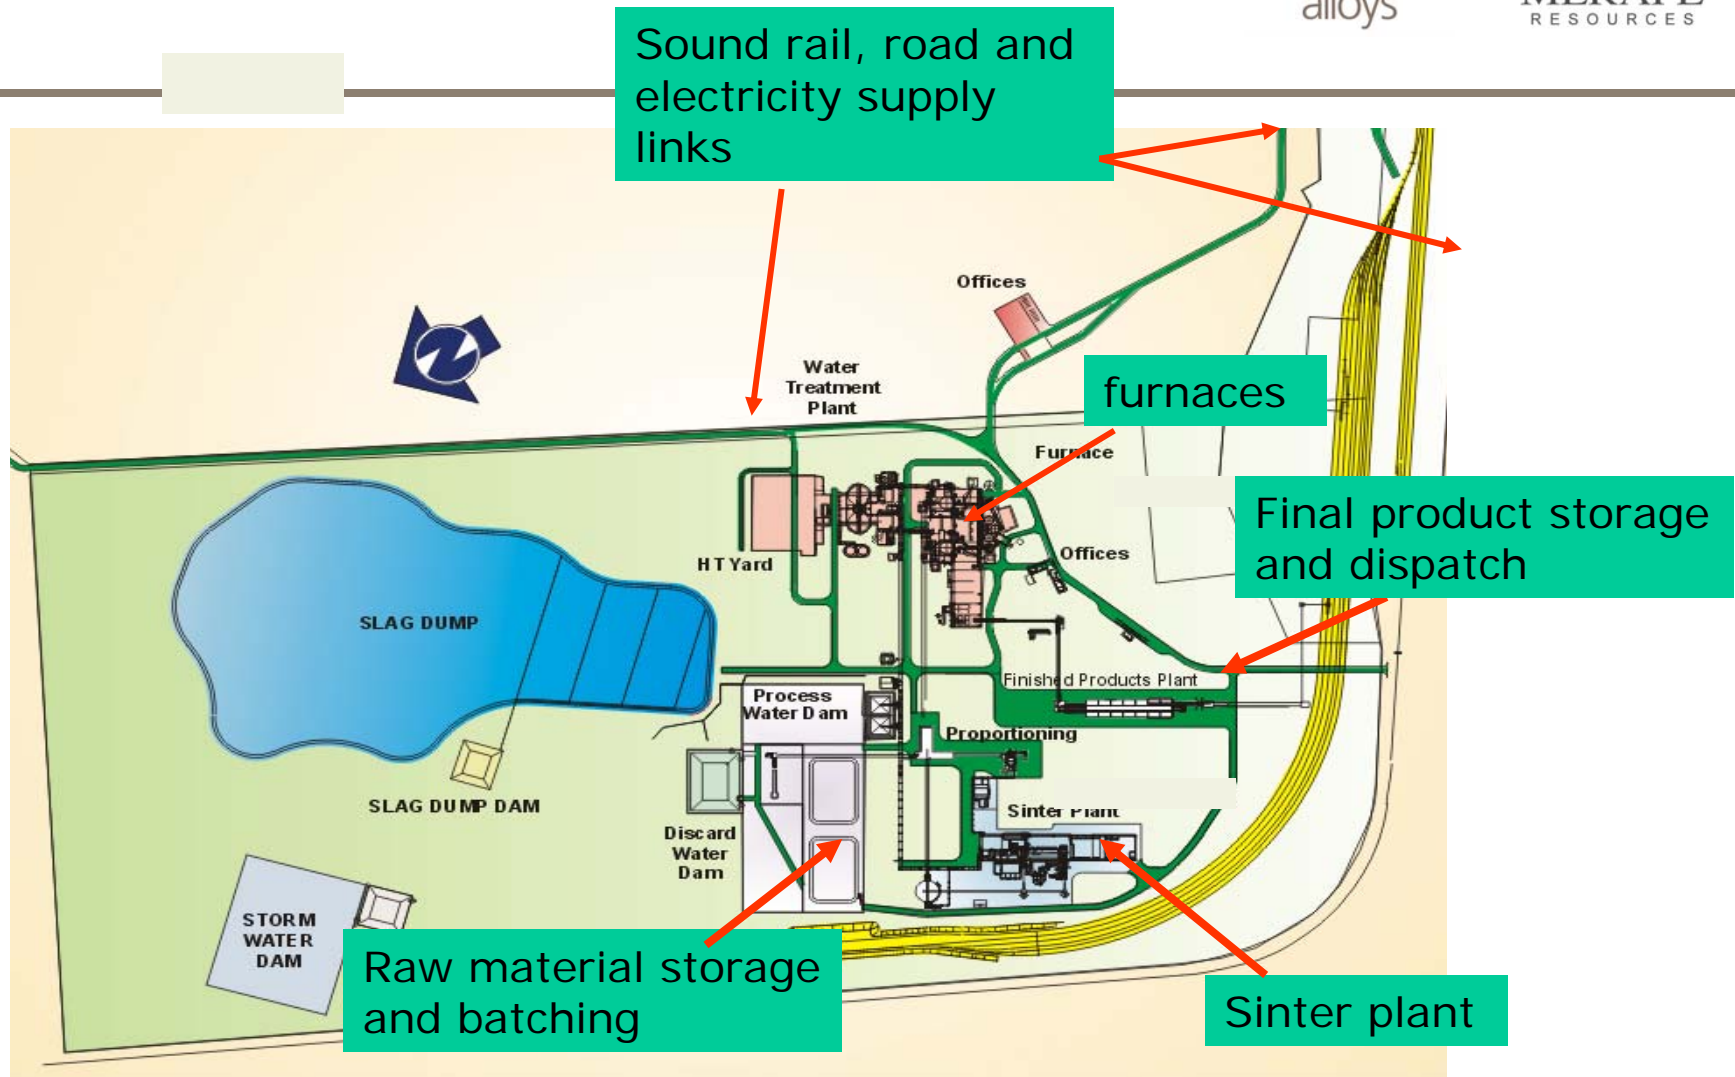 alloys
RESOURCES
Sound rail, road and
electricity supply
links
Offices
Water
Treatment
Plant
furnaces
Furnace
Final product storage
and dispatch
Offices
HT Yard
SLAG DUMP
Finished Products Plant
Process
Water Dam
Proportioning
SLAG DUMP DAM
Sinter Plant
Discard
Water
Dam
STORM
WATER
DAM
Raw material storage
and batching
Sinter plant